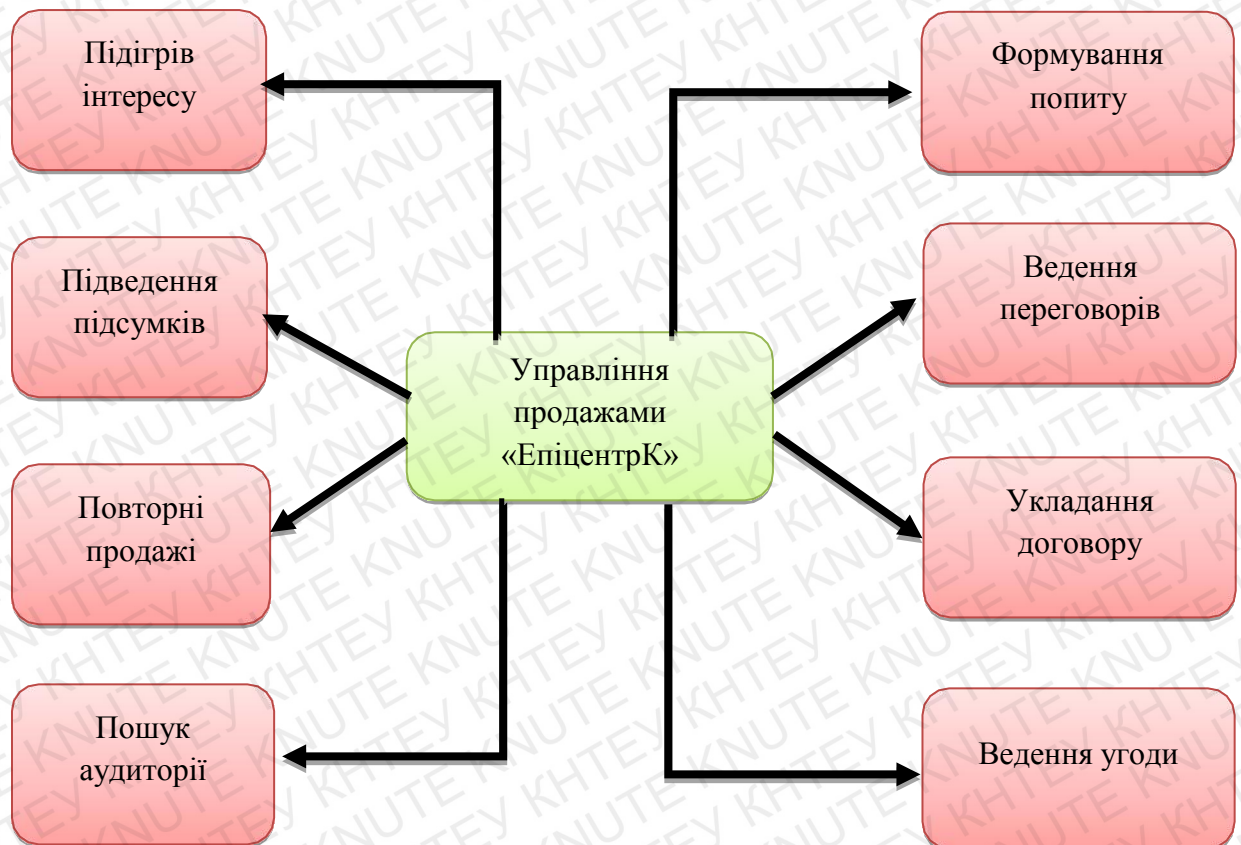 Підігрів
інтересу
Формування
попиту
Підведення
підсумків
Ведення
переговорів
Управління
продажами
«ЕпіцентрК»
Повторні
продажі
Укладання
договору
Пошук
аудиторії
Ведення угоди